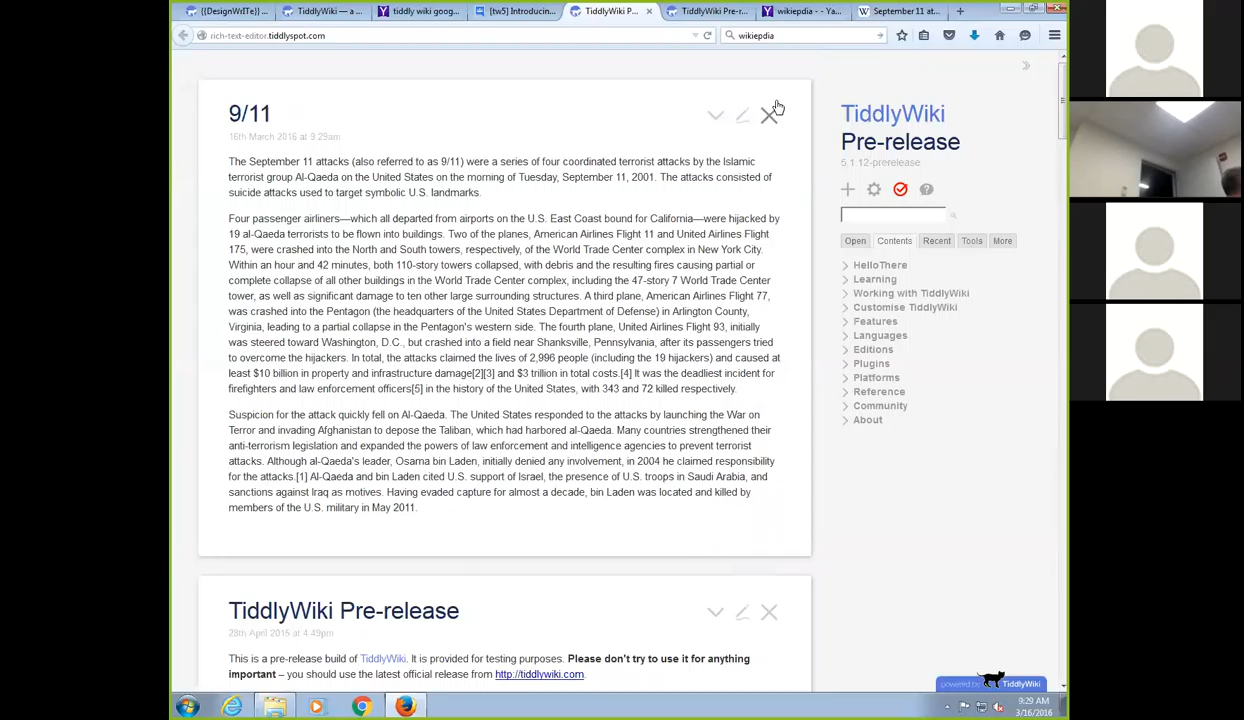 {{DesignWriTe}} ...
TiddlyWiki — a ...
tiddly wiki goog...
[tw5] Introducin...
TiddlyWiki P...
TiddlyWiki Pre-r...
wikiepdia - - Ya...
September 11 at...
rich-text-editor.tiddlyspot.com
wikiepdia
9/11
16th March 2016 at 9:29am
The September 11 attacks (also referred to as 9/11) were a series of four coordinated terrorist attacks by the Islamic
terrorist group Al-Qaeda on the United States on the morning of Tuesday, September 11, 2001. The attacks consisted of
suicide attacks used to target symbolic U.S. landmarks.
Four passenger airliners—which all departed from airports on the U.S. East Coast bound for California—were hijacked by
19 al-Qaeda terrorists to be flown into buildings. Two of the planes, American Airlines Flight 11 and United Airlines Flight
175, were crashed into the North and South towers, respectively, of the World Trade Center complex in New York City.
Within an hour and 42 minutes, both 110-story towers collapsed, with debris and the resulting fires causing partial or
complete collapse of all other buildings in the World Trade Center complex, including the 47-story 7 World Trade Center
tower, as well as significant damage to ten other large surrounding structures. A third plane, American Airlines Flight 77,
was crashed into the Pentagon (the headquarters of the United States Department of Defense) in Arlington County,
Virginia, leading to a partial collapse in the Pentagon's western side. The fourth plane, United Airlines Flight 93, initially
was steered toward Washington, D.C., but crashed into a field near Shanksville, Pennsylvania, after its passengers tried
to overcome the hijackers. In total, the attacks claimed the lives of 2,996 people (including the 19 hijackers) and caused at
least $10 billion in property and infrastructure damage[2][3] and $3 trillion in total costs.[4] It was the deadliest incident for
firefighters and law enforcement officers[5] in the history of the United States, with 343 and 72 killed respectively.
Suspicion for the attack quickly fell on Al-Qaeda. The United States responded to the attacks by launching the War on
Terror and invading Afghanistan to depose the Taliban, which had harbored al-Qaeda. Many countries strengthened their
anti-terrorism legislation and expanded the powers of law enforcement and intelligence agencies to prevent terrorist
attacks. Although al-Qaeda's leader, Osama bin Laden, initially denied any involvement, in 2004 he claimed responsibility
for the attacks.[1] Al-Qaeda and bin Laden cited U.S. support of Israel, the presence of U.S. troops in Saudi Arabia, and
sanctions against Iraq as motives. Having evaded capture for almost a decade, bin Laden was located and killed by
members of the U.S. military in May 2011.
TiddlyWiki Pre-release
28th April 2015 at 4:49pm
This is a pre-release build of TiddlyWiki. It is provided for testing purposes. Please don't try to use it for anything
important – you should use the latest official release from http://tiddlywiki.com.
TiddlyWiki
Pre-release
5.1.12-prerelease
Open
Contents
Recent
Tools
More
HelloThere
Learning
Working with TiddlyWiki
Customise TiddlyWiki
Features
Languages
Editions
Plugins
Platforms
Reference
Community
About
powered by TiddlyWiki
9:29 AM
3/16/2016